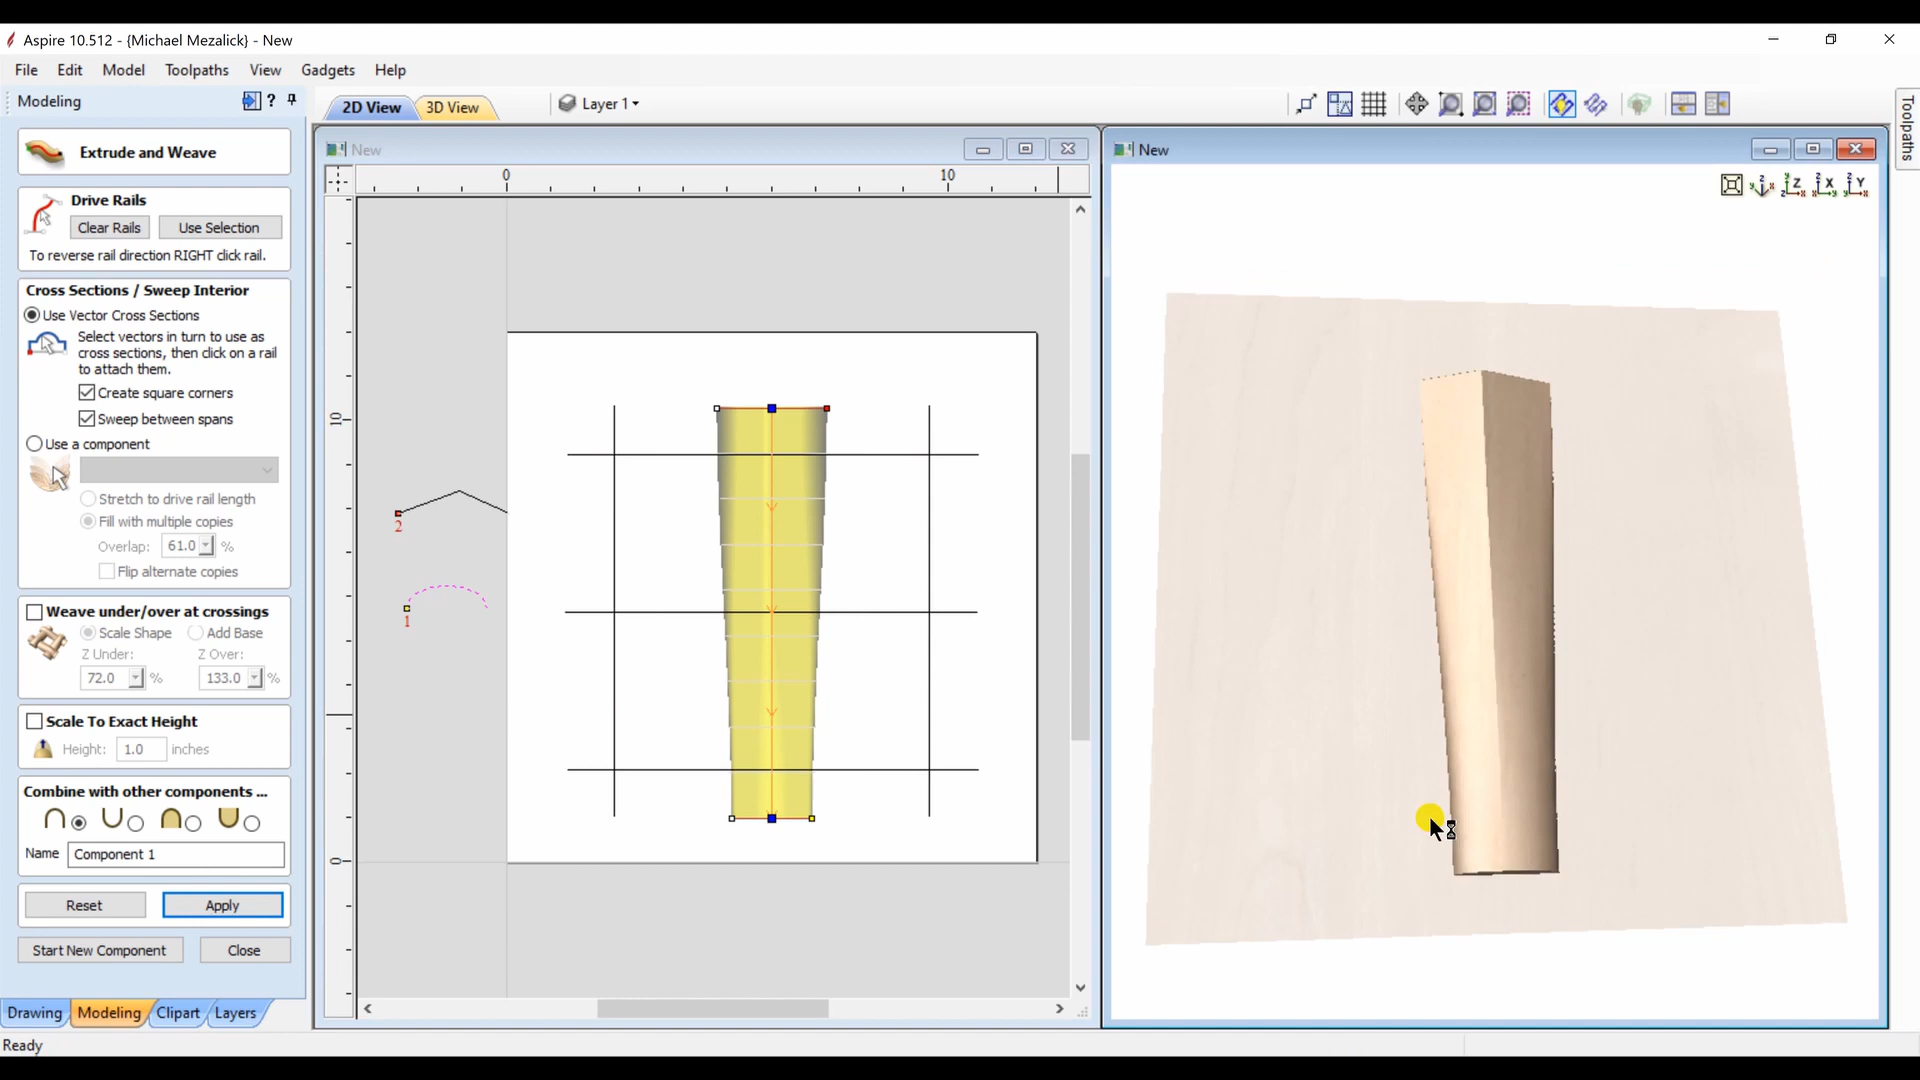 Aspire 10.512 - {Michael Mezalick} - New
File Edit Model Toolpaths View Gadgets Help
Modeling ?
2D View 3D View Layer 1
Toolpaths
New
0 10
10
0
2
1
New
Z X Y
Extrude and Weave
Drive Rails
Clear Rails Use Selection
To reverse rail direction RIGHT click rail.
Cross Sections / Sweep Interior
Use Vector Cross Sections
Select vectors in turn to use as
cross sections, then click on a rail
to attach them.
Create square corners
Sweep between spans
Use a component
Stretch to drive rail length
Fill with multiple copies
Overlap: 61.0 %
Flip alternate copies
Weave under/over at crossings
Scale Shape Add Base
Z Under: Z Over:
72.0 % 133.0 %
Scale To Exact Height
Height: 1.0 inches
Combine with other components ...
Name Component 1
Reset Apply
Start New Component Close
Drawing Modeling Clipart Layers
Ready